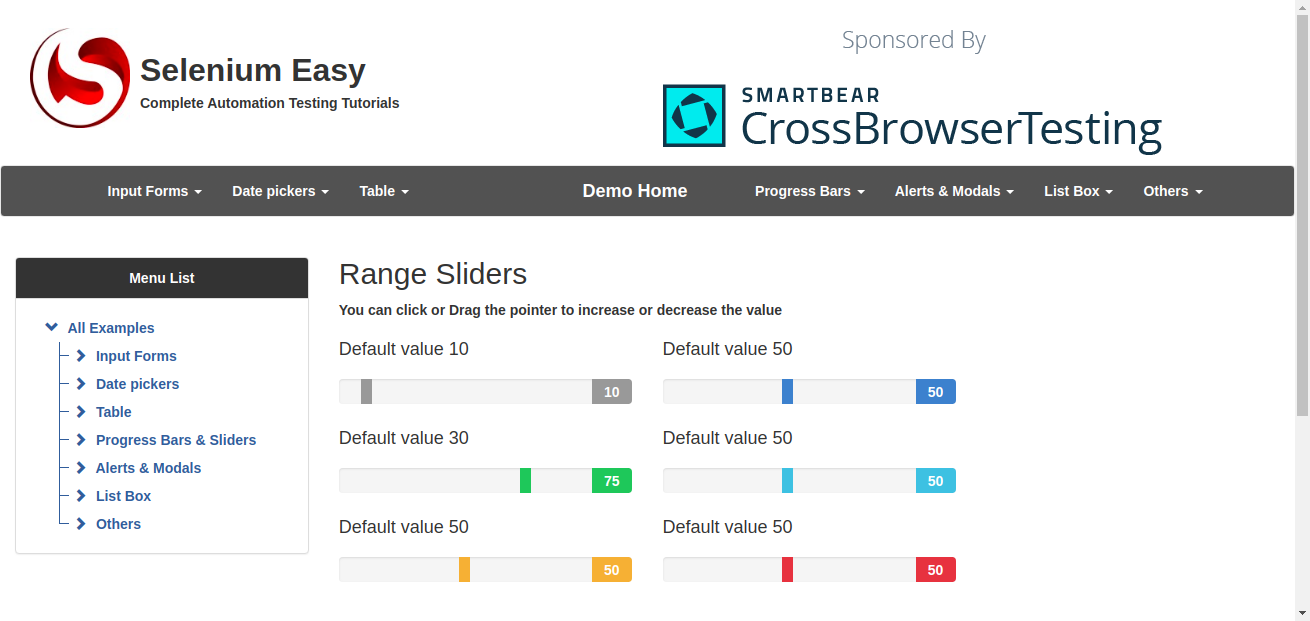 Selenium Easy
Complete Automation Testing Tutorials
Sponsored By
SMARTBEAR
CrossBrowserTesting
Input Forms Date pickers Table Demo Home Progress Bars Alerts & Modals List Box Others
Menu List
All Examples
Input Forms
Date pickers
Table
Progress Bars & Sliders
Alerts & Modals
List Box
Others
Range Sliders
You can click or Drag the pointer to increase or decrease the value
Default value 10
10
Default value 50
50
Default value 30
75
Default value 50
50
Default value 50
50
Default value 50
50